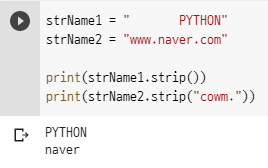 strName1 = "       PYTHON"
strName2 = "www.naver.com"

print(strName1.strip())
print(strName2.strip("cowm."))

PYTHON
naver